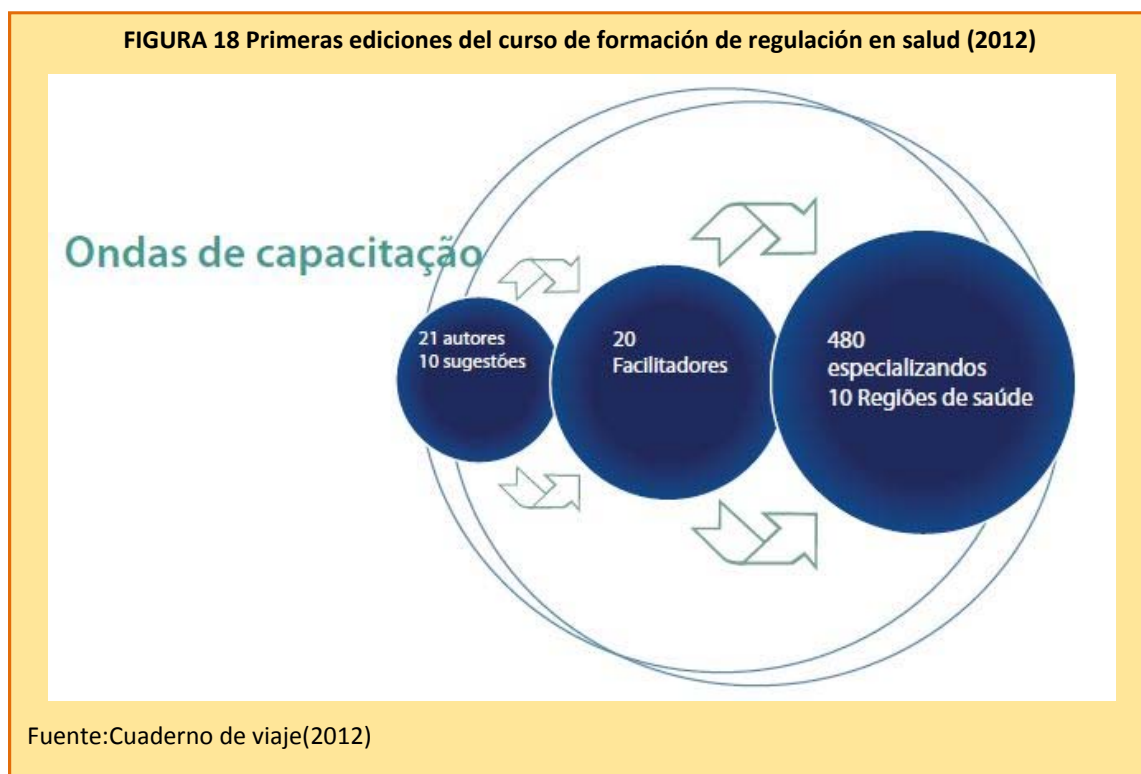 FIGURA 18 Primeras ediciones del curso de formación de regulación en salud (2012)
Ondas de capacitação
21 autores
10 sugestões
20
Facilitadores
480
especializandos
10 Regiões de saúde
Fuente:Cuaderno de viaje(2012)